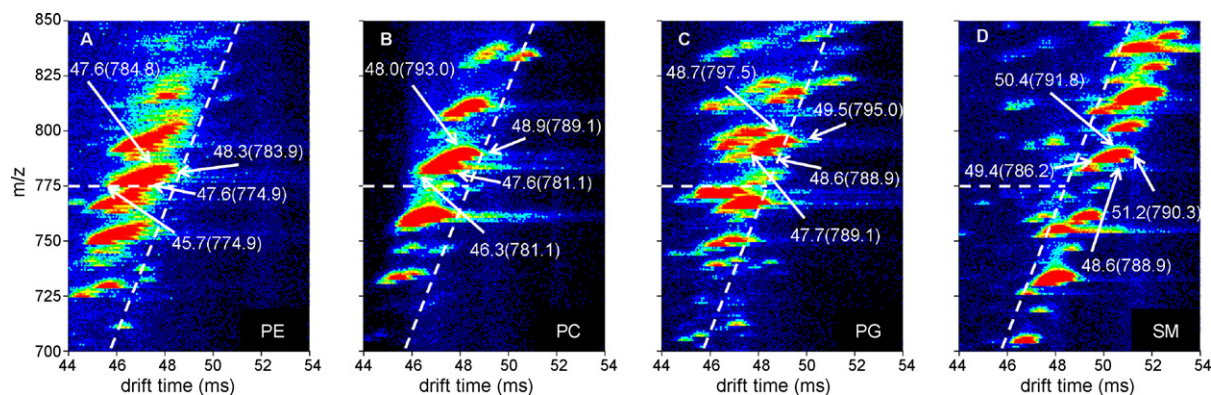 m/z
850
825
800
775
750
725
700
A
47.6(784.8)
48.3(783.9)
47.6(774.9)
45.7(774.9)
PE
44 46 48 50 52 54
drift time (ms)
B
48.0(793.0)
48.9(789.1)
47.6(781.1)
46.3(781.1)
PC
44 46 48 50 52 54
drift time (ms)
C
48.7(797.5)
49.5(795.0)
48.6(788.9)
47.7(789.1)
PG
44 46 48 50 52 54
drift time (ms)
D
50.4(791.8)
49.4(786.2)
51.2(790.3)
48.6(788.9)
SM
44 46 48 50 52 54
drift time (ms)